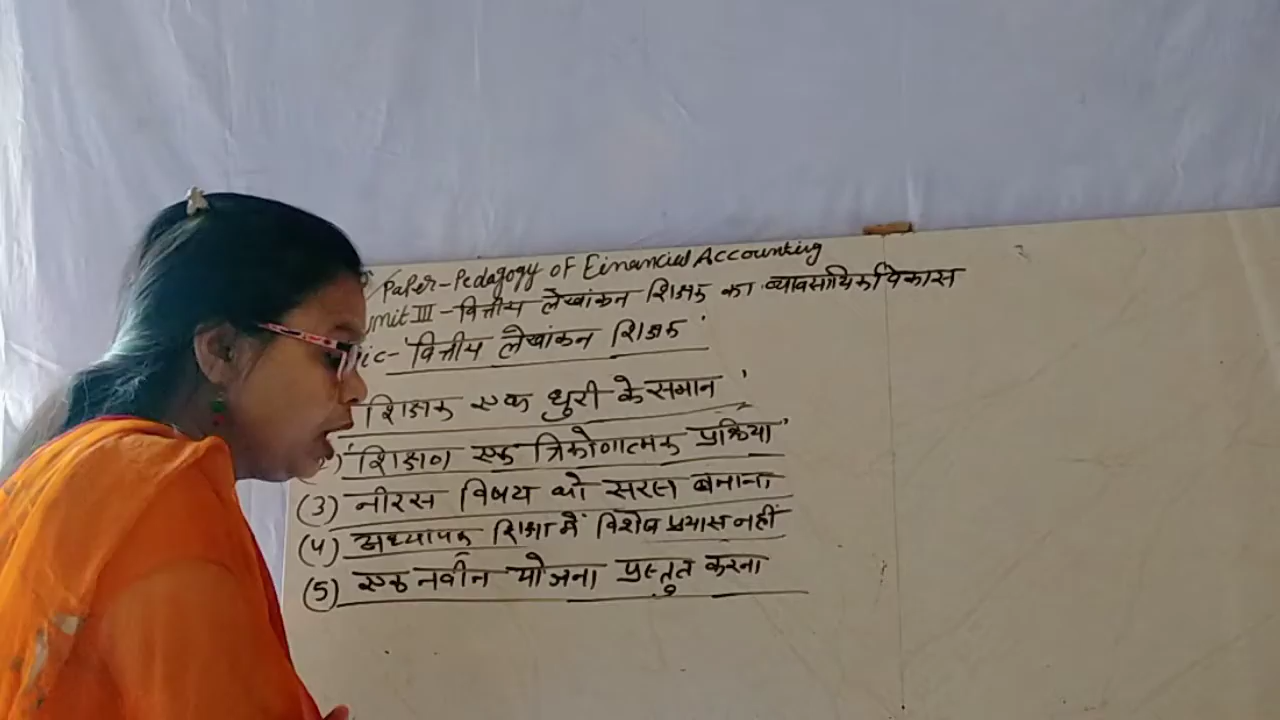 Paper-Pedagogy of Financial Accounting
Unit III - वित्तीय लेखांकन शिक्षक का व्यावसायिक विकास
ic- 'वित्तीय लेखांकन शिक्षक'
शिक्षक एक धुरी के समान'
) 'शिक्षण एक त्रिकोणात्मक प्रक्रिया'
(3) नीरस विषय को सरल बनाना
(4) अध्यापक शिक्षा में विशेष प्रयास नहीं
(5) एक नवीन योजना प्रस्तुत करना